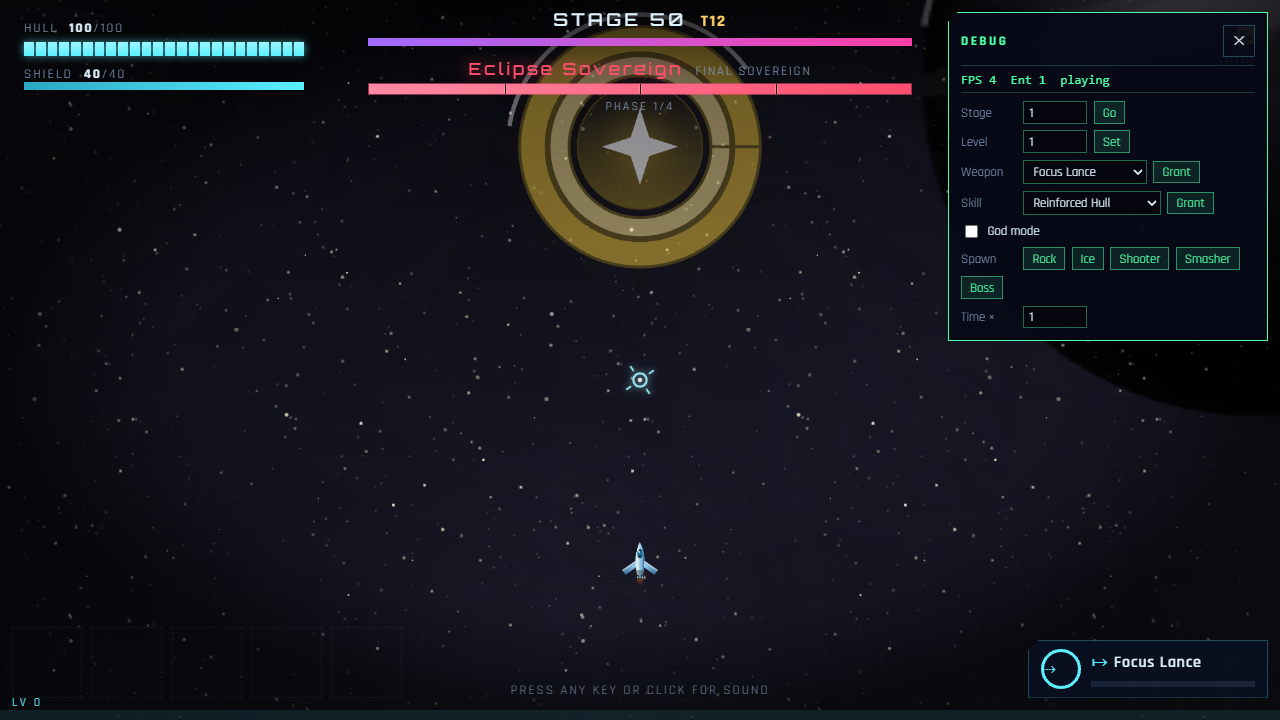 HULL 100/100
SHIELD 40/40
STAGE 50 T12
Eclipse Sovereign FINAL SOVEREIGN
PHASE 1/4
DEBUG
✕
FPS 4 Ent 1 playing
Stage 1 Go
Level 1 Set
Weapon Focus Lance Grant
Skill Reinforced Hull Grant
God mode
Spawn Rock Ice Shooter Smasher
Boss
Time × 1
LV 0
PRESS ANY KEY OR CLICK FOR SOUND
↦ Focus Lance